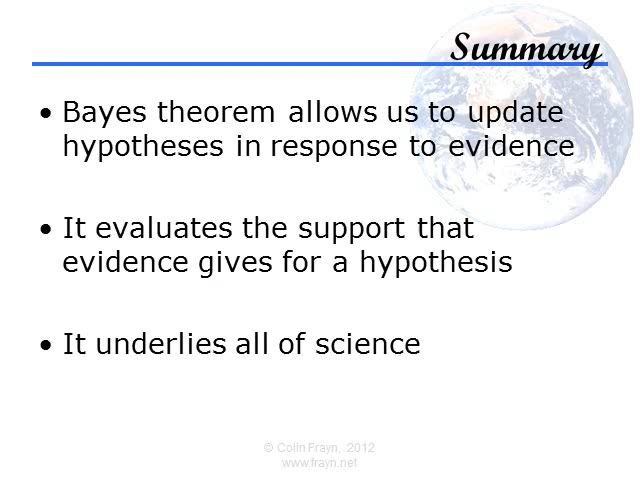 Summary
• Bayes theorem allows us to update
hypotheses in response to evidence
• It evaluates the support that
evidence gives for a hypothesis
• It underlies all of science
© Colin Frayn, 2012
www.frayn.net